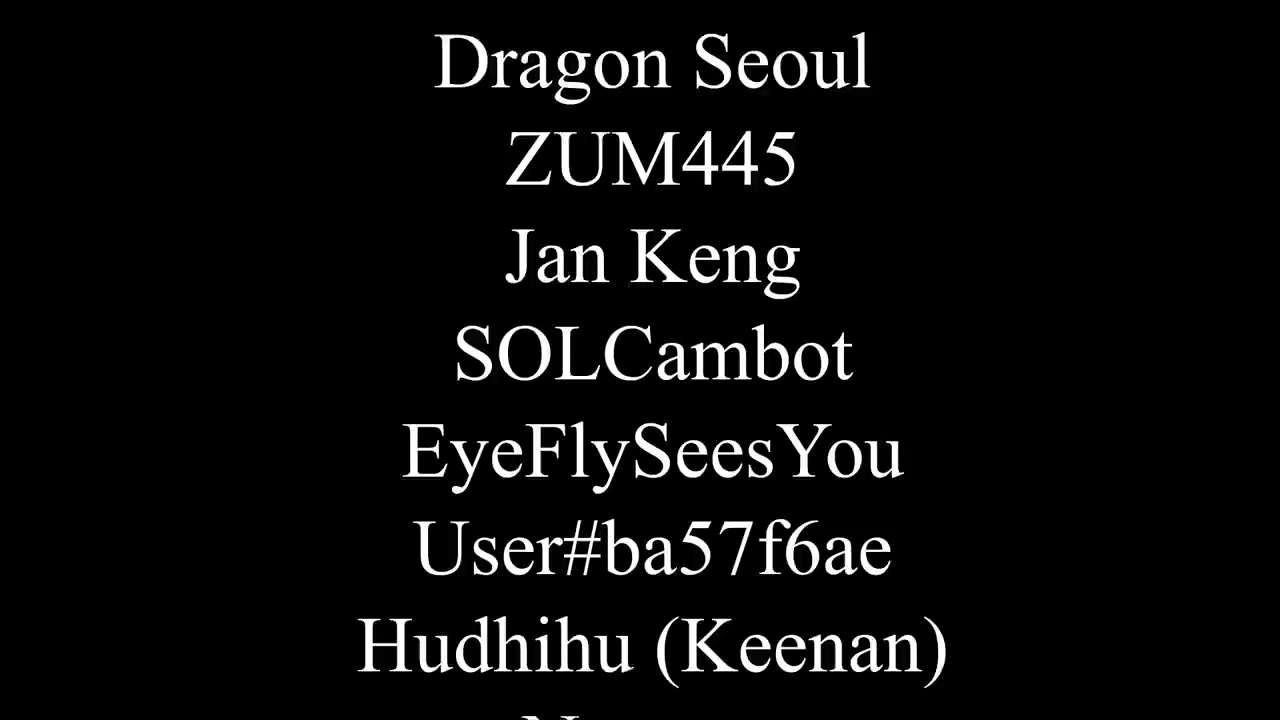 Dragon Seoul
ZUM445
Jan Keng
SOLCambot
EyeFlySeesYou
User#ba57f6ae
Hudhihu (Keenan)